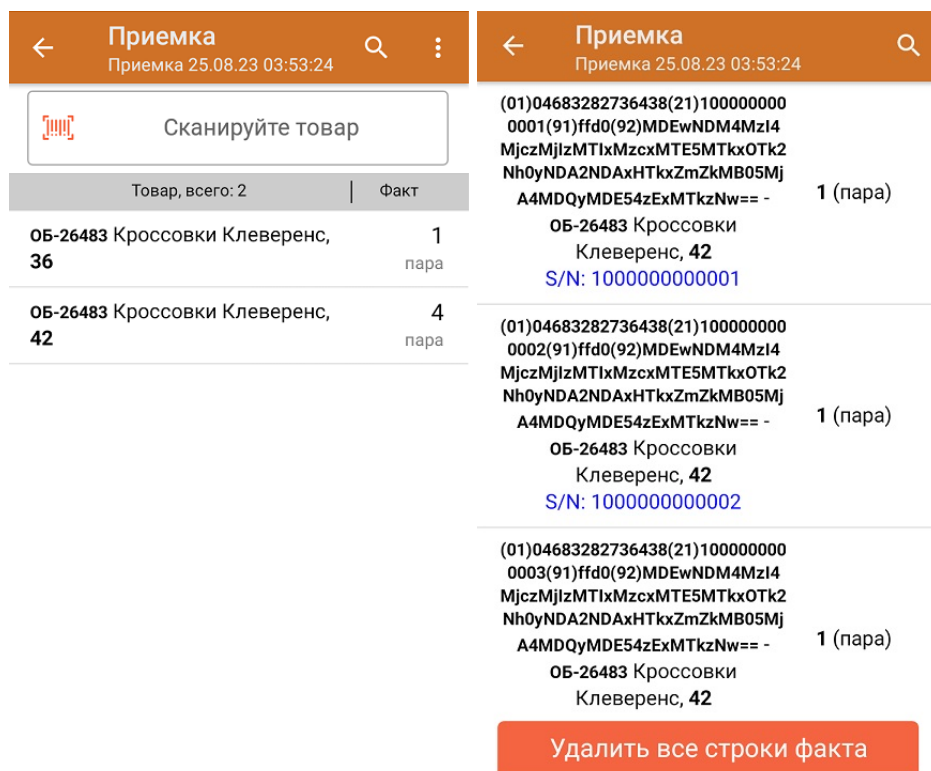 Приемка
Приемка 25.08.23 03:53:24
Сканируйте товар
Товар, всего: 2
Факт
ОБ-26483 Кроссовки Клеверенс,
36
1
пара
ОБ-26483 Кроссовки Клеверенс,
42
4
пара
Приемка
Приемка 25.08.23 03:53:24
(01)04683282736438(21)100000000
0001(91)ffd0(92)MDEwNDM4MzI4
MjczMjIzMTIxMzcxMTE5MTkxOTk2
Nh0yNDA2NDAxHTkxZmZkMB05Mj
A4MDQyMDE54zExMTkzNw== -
ОБ-26483 Кроссовки
Клеверенс, 42
S/N: 1000000000001
1 (пара)
(01)04683282736438(21)100000000
0002(91)ffd0(92)MDEwNDM4MzI4
MjczMjIzMTIxMzcxMTE5MTkxOTk2
Nh0yNDA2NDAxHTkxZmZkMB05Mj
A4MDQyMDE54zExMTkzNw== -
ОБ-26483 Кроссовки
Клеверенс, 42
S/N: 1000000000002
1 (пара)
(01)04683282736438(21)100000000
0003(91)ffd0(92)MDEwNDM4MzI4
MjczMjIzMTIxMzcxMTE5MTkxOTk2
Nh0yNDA2NDAxHTkxZmZkMB05Mj
A4MDQyMDE54zExMTkzNw== -
ОБ-26483 Кроссовки
Клеверенс, 42
1 (пара)
Удалить все строки факта